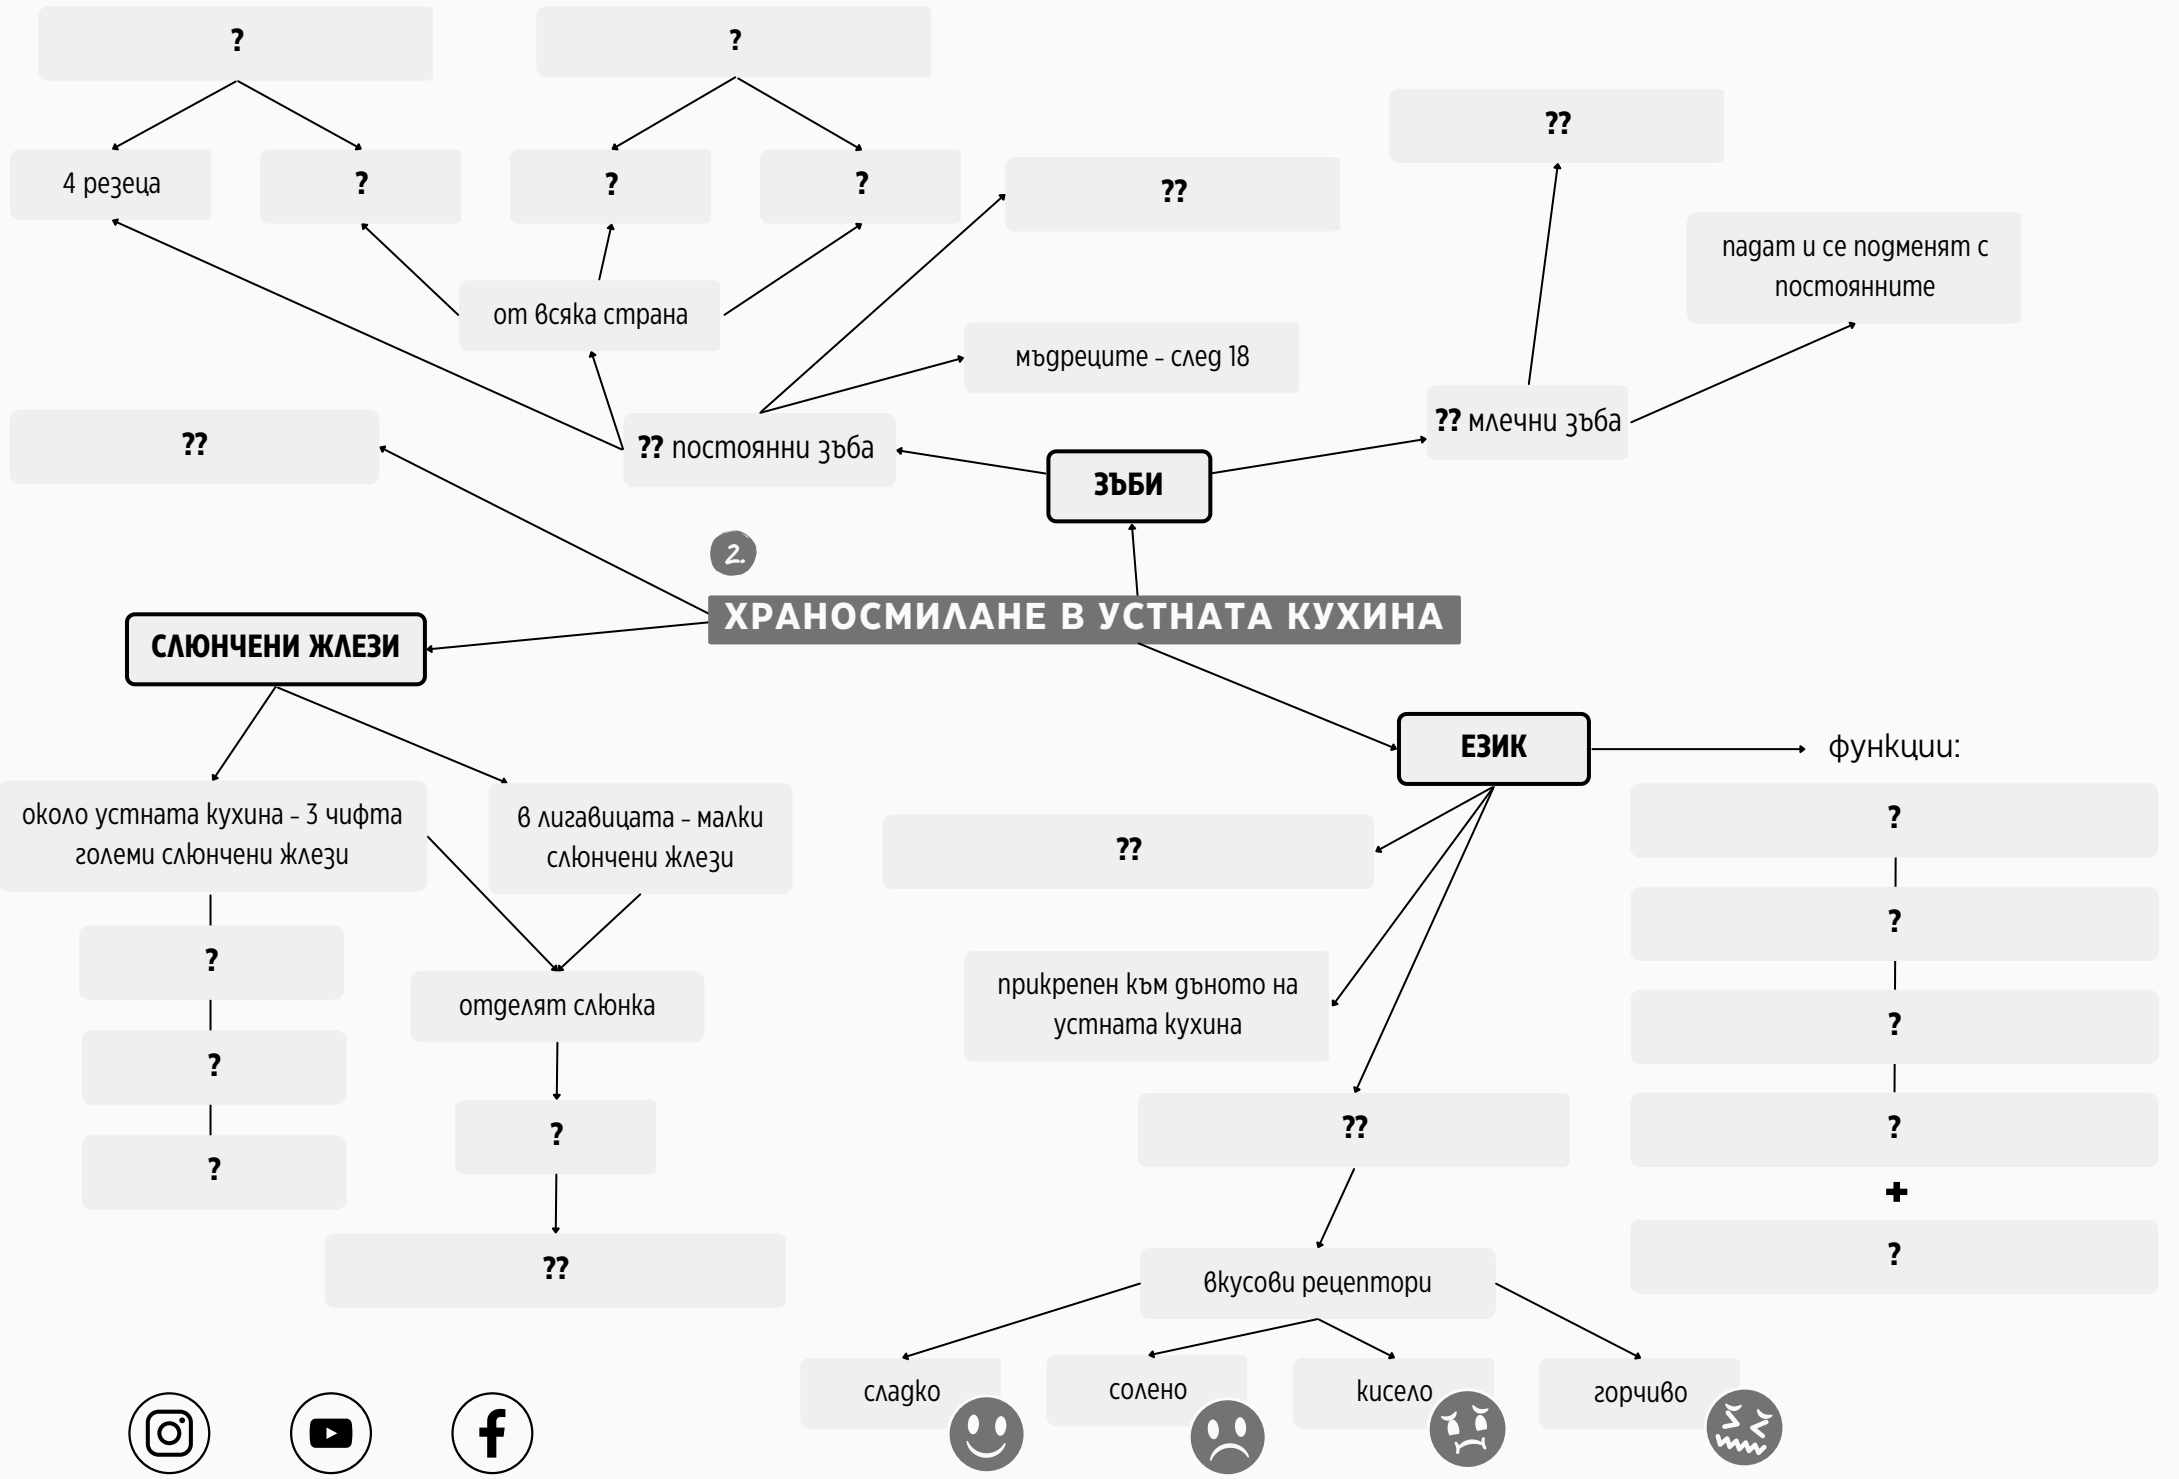 ?
?
??
4 резеца
?
?
?
??
падат и се подменят с
постоянните
от всяка страна
мъдреците - след 18
?? млечни зъба
??
?? постоянни зъба
ЗЪБИ
2.
ХРАНОСМИЛАНЕ В УСТНАТА КУХИНА
СЛЮНЧЕНИ ЖЛЕЗИ
ЕЗИК
функции:
около устната кухина - 3 чифта
големи слюнчени жлези
в лигавицата - малки
слюнчени жлези
?
?
?
отделят слюнка
?
??
??
прикрепен към дъното на
устната кухина
??
вкусови рецептори
сладко
солено
кисело
горчиво
?
?
?
?
+
?